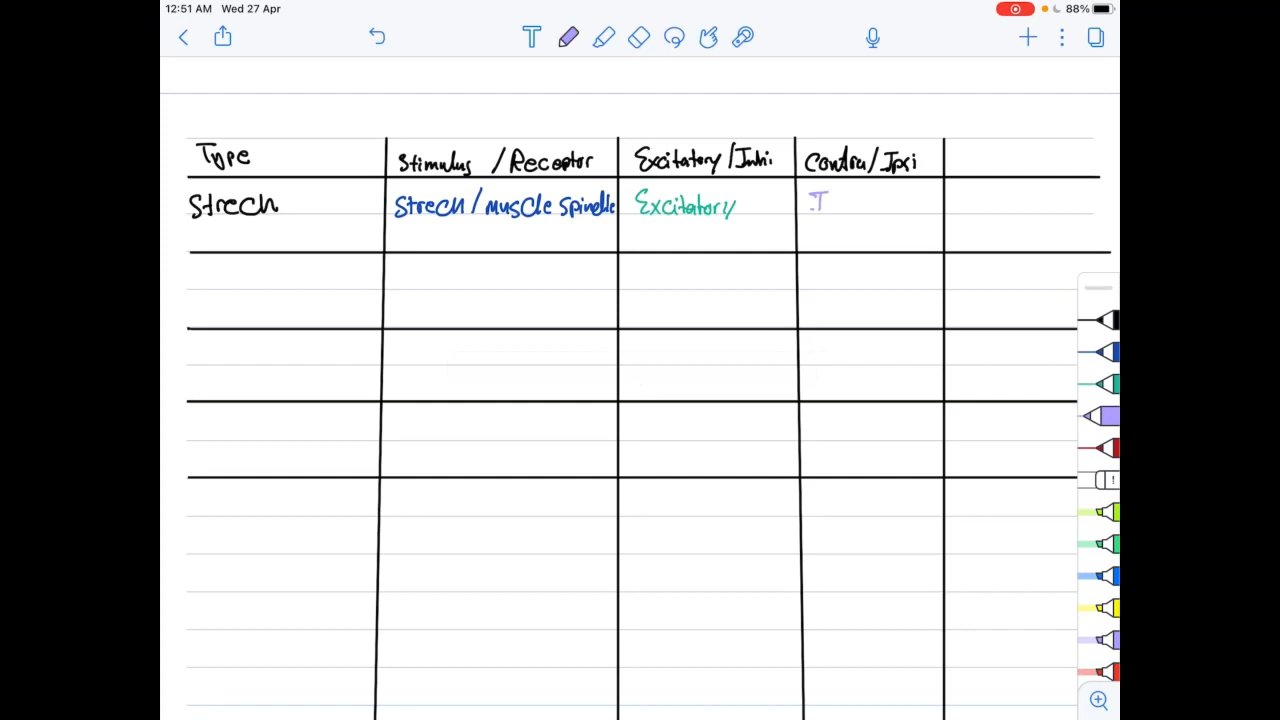 12:51 AM Wed 27 Apr 88%
T
Type Stimulus / Receptor Excitatory / Inhi. Contra / Ipsi
Strech Strech / muscle spindle Excitatory I